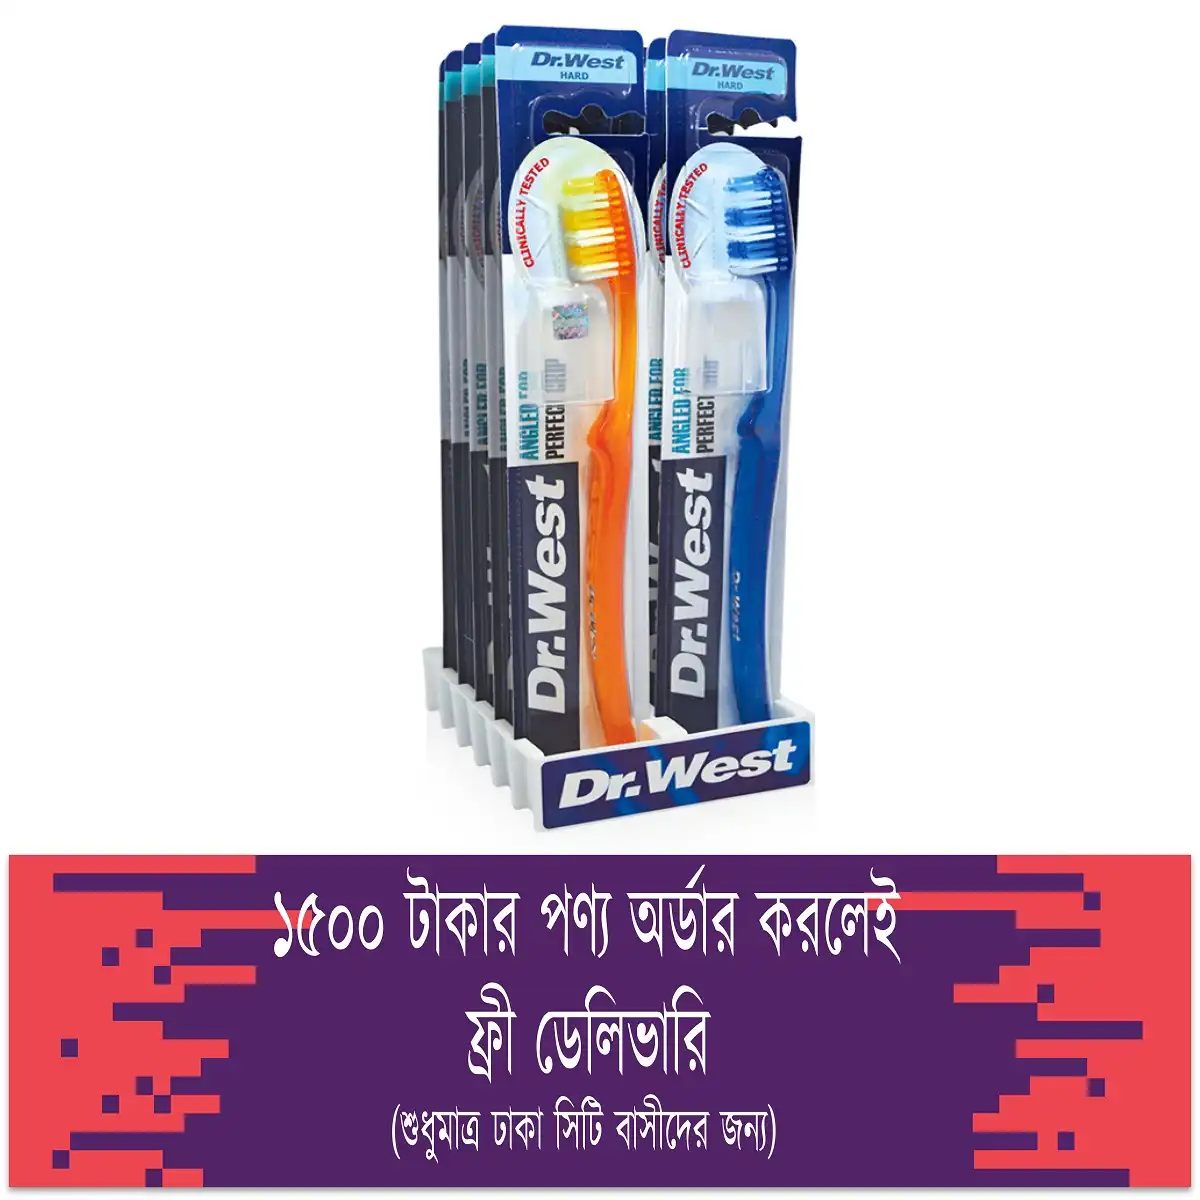 Dr.West
HARD
Dr.West
HARD
CLINICALLY TESTED
CLINICALLY TESTED
ANGLED FOR
PERFECT GRIP
ANGLED FOR
PERFECT GRIP
Dr.West
Dr.West
Dr.West
১৫০০ টাকার পণ্য অর্ডার করলেই
ফ্রী ডেলিভারি
(শুধুমাত্র ঢাকা সিটি বাসীদের জন্য)